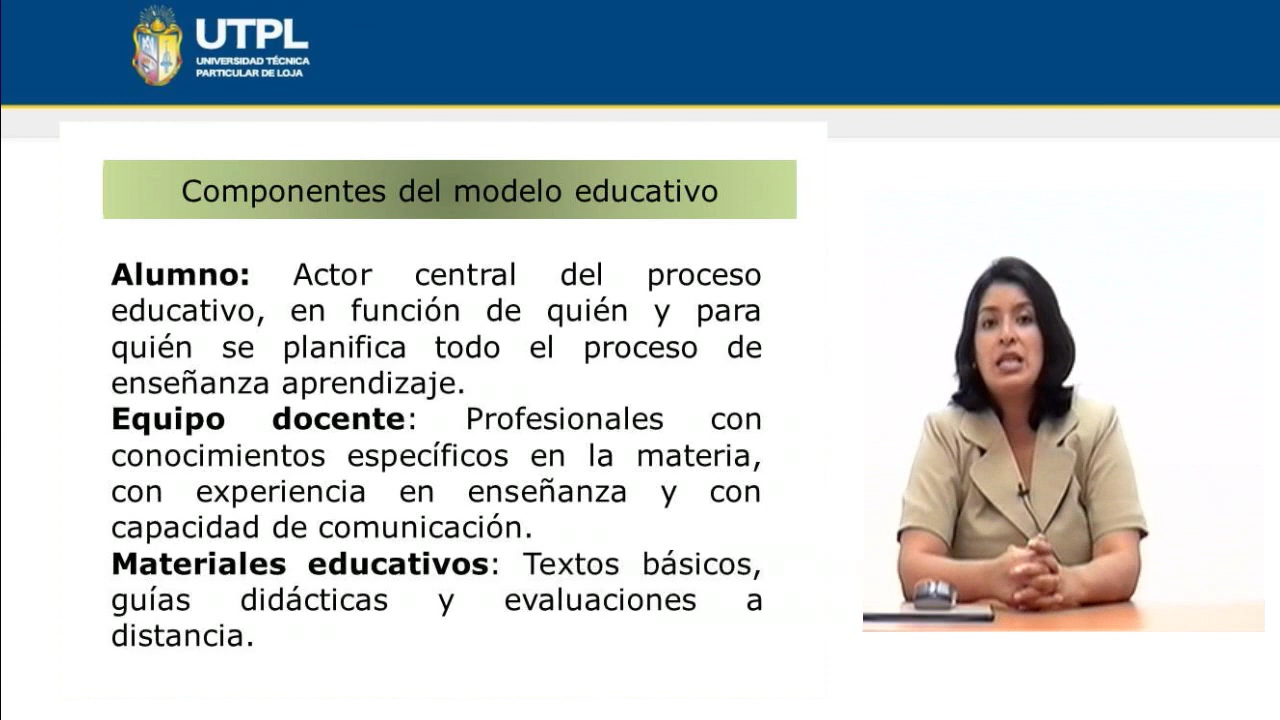 UTPL
UNIVERSIDAD TÉCNICA
PARTICULAR DE LOJA
Componentes del modelo educativo
Alumno: Actor central del proceso
educativo, en función de quién y para
quién se planifica todo el proceso de
enseñanza aprendizaje.
Equipo docente: Profesionales con
conocimientos específicos en la materia,
con experiencia en enseñanza y con
capacidad de comunicación.
Materiales educativos: Textos básicos,
guías didácticas y evaluaciones a
distancia.